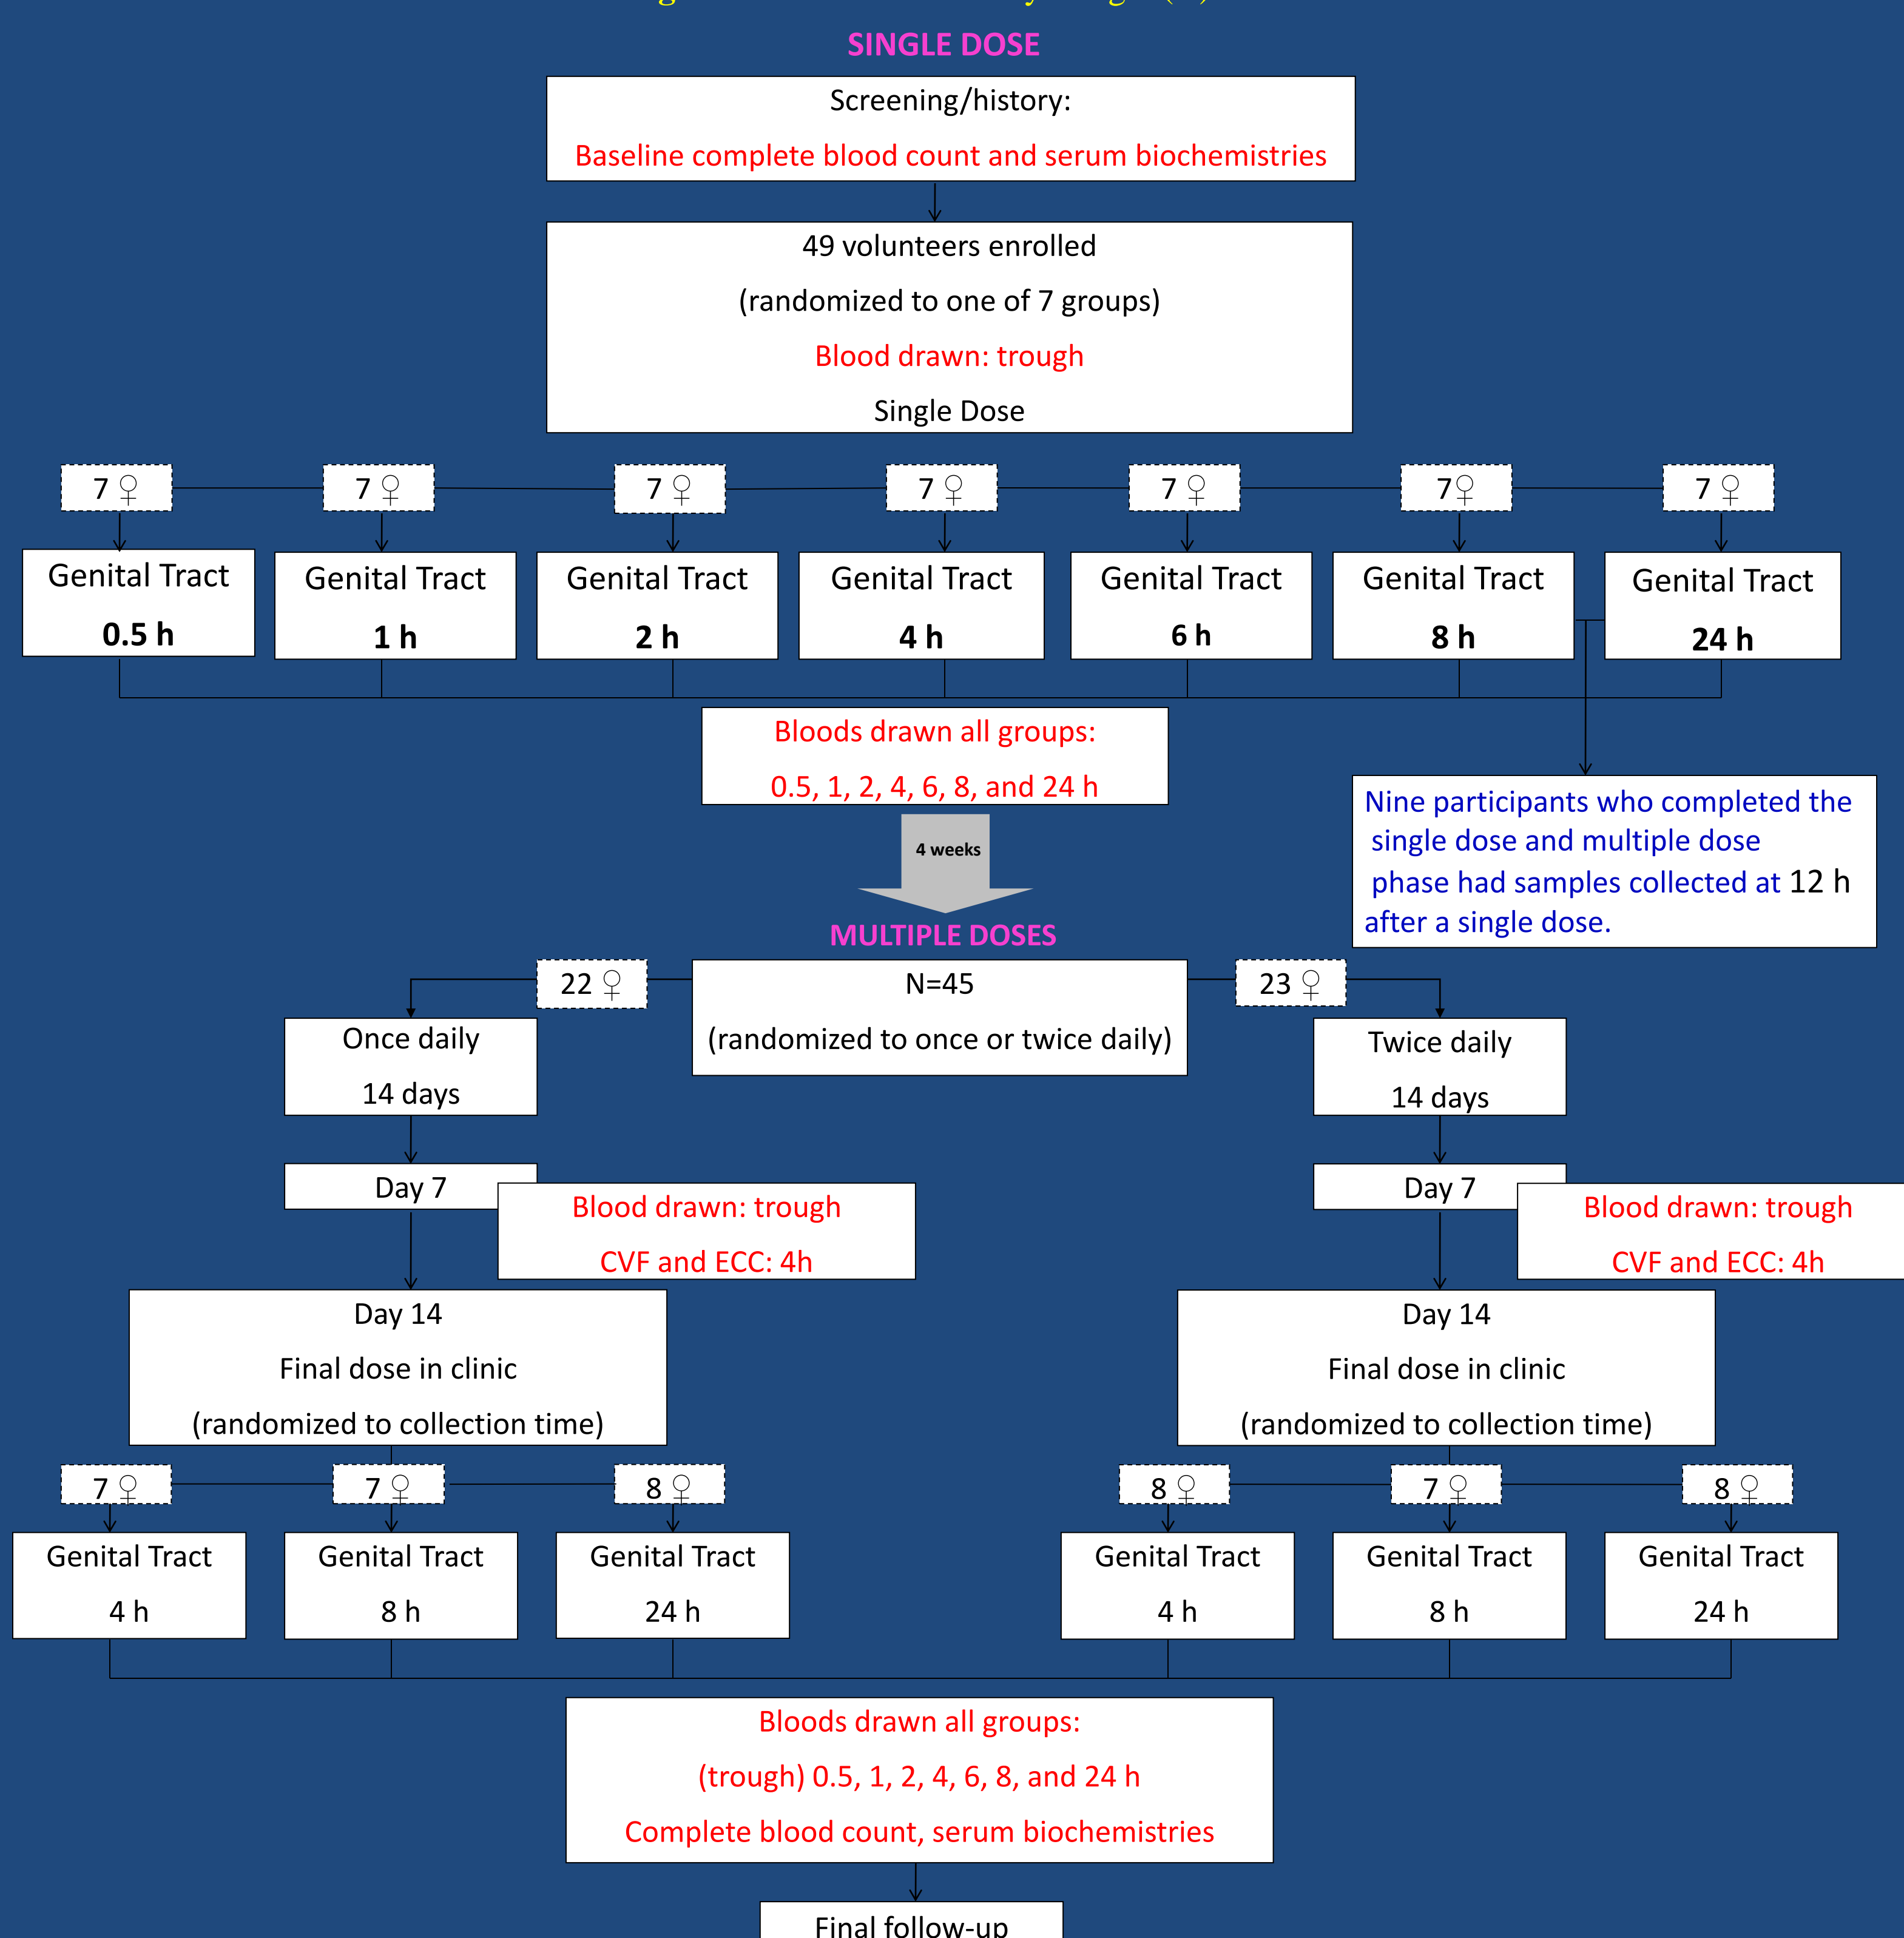 SINGLE DOSE
Screening/history:
Baseline complete blood count and serum biochemistries
49 volunteers enrolled
(randomized to one of 7 groups)
Blood drawn: trough
Single Dose
7 ♀
7 ♀
7 ♀
7 ♀
7 ♀
7♀
7 ♀
Genital Tract
0.5 h
Genital Tract
1 h
Genital Tract
2 h
Genital Tract
4 h
Genital Tract
6 h
Genital Tract
8 h
Genital Tract
24 h
Bloods drawn all groups:
0.5, 1, 2, 4, 6, 8, and 24 h
Nine participants who completed the
single dose and multiple dose
phase had samples collected at 12 h
after a single dose.
4 weeks
MULTIPLE DOSES
22 ♀
N=45
(randomized to once or twice daily)
23 ♀
Once daily
14 days
Twice daily
14 days
Day 7
Blood drawn: trough
CVF and ECC: 4h
Day 7
Blood drawn: trough
CVF and ECC: 4h
Day 14
Final dose in clinic
(randomized to collection time)
Day 14
Final dose in clinic
(randomized to collection time)
7 ♀
7 ♀
8 ♀
8 ♀
7 ♀
8 ♀
Genital Tract
4 h
Genital Tract
8 h
Genital Tract
24 h
Genital Tract
4 h
Genital Tract
8 h
Genital Tract
24 h
Bloods drawn all groups:
(trough) 0.5, 1, 2, 4, 6, 8, and 24 h
Complete blood count, serum biochemistries
Final follow-up